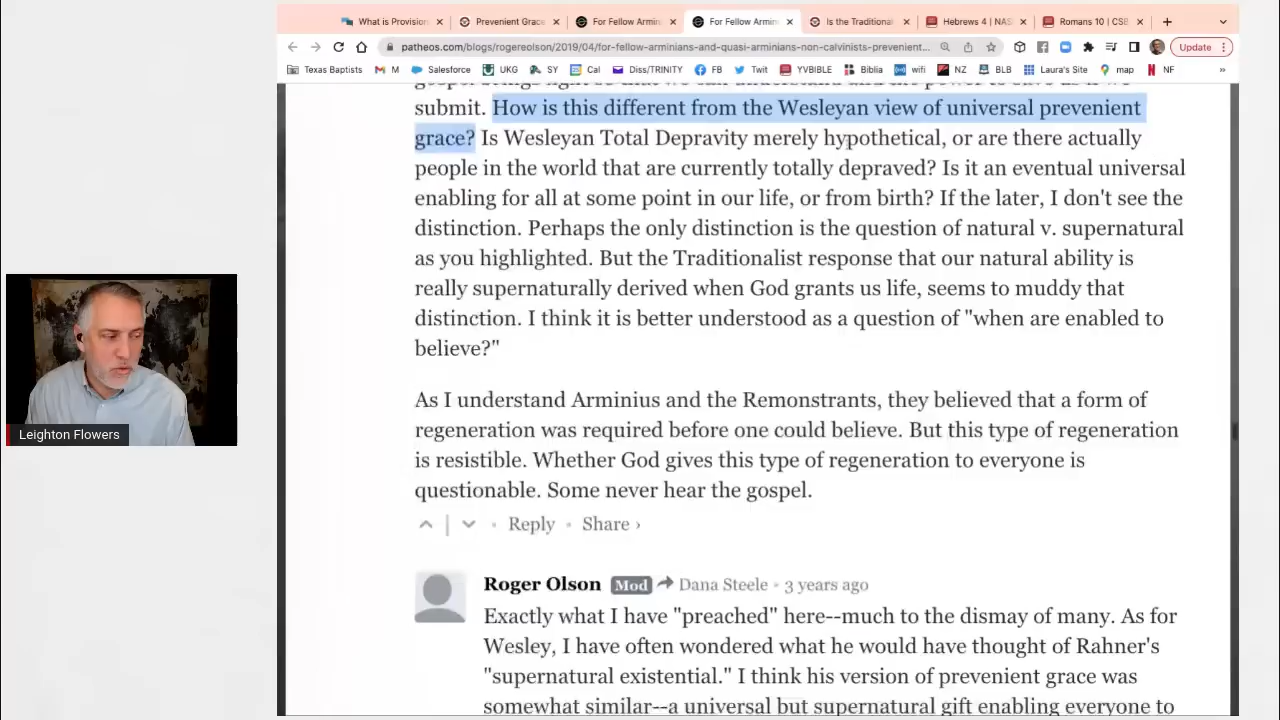 What is Provision
Prevenient Grace
For Fellow Armini
For Fellow Armini
Is the Traditional
Hebrews 4 | NAS
Romans 10 | CSB
patheos.com/blogs/rogereolson/2019/04/for-fellow-arminians-and-quasi-arminians-non-calvinists-prevenient...
Update
Texas Baptists
M
Salesforce
UKG
SY
Cal
Diss/TRINITY
FB
Twit
YVBIBLE
Biblia
wifi
NZ
BLB
Laura's Site
map
NF
»
submit. How is this different from the Wesleyan view of universal prevenient
grace? Is Wesleyan Total Depravity merely hypothetical, or are there actually
people in the world that are currently totally depraved? Is it an eventual universal
enabling for all at some point in our life, or from birth? If the later, I don't see the
distinction. Perhaps the only distinction is the question of natural v. supernatural
as you highlighted. But the Traditionalist response that our natural ability is
really supernaturally derived when God grants us life, seems to muddy that
distinction. I think it is better understood as a question of "when are enabled to
believe?"
As I understand Arminius and the Remonstrants, they believed that a form of
regeneration was required before one could believe. But this type of regeneration
is resistible. Whether God gives this type of regeneration to everyone is
questionable. Some never hear the gospel.
Reply • Share ›
Roger Olson Mod Dana Steele • 3 years ago
Exactly what I have "preached" here--much to the dismay of many. As for
Wesley, I have often wondered what he would have thought of Rahner's
"supernatural existential." I think his version of prevenient grace was
somewhat similar--a universal but supernatural gift enabling everyone to
Leighton Flowers